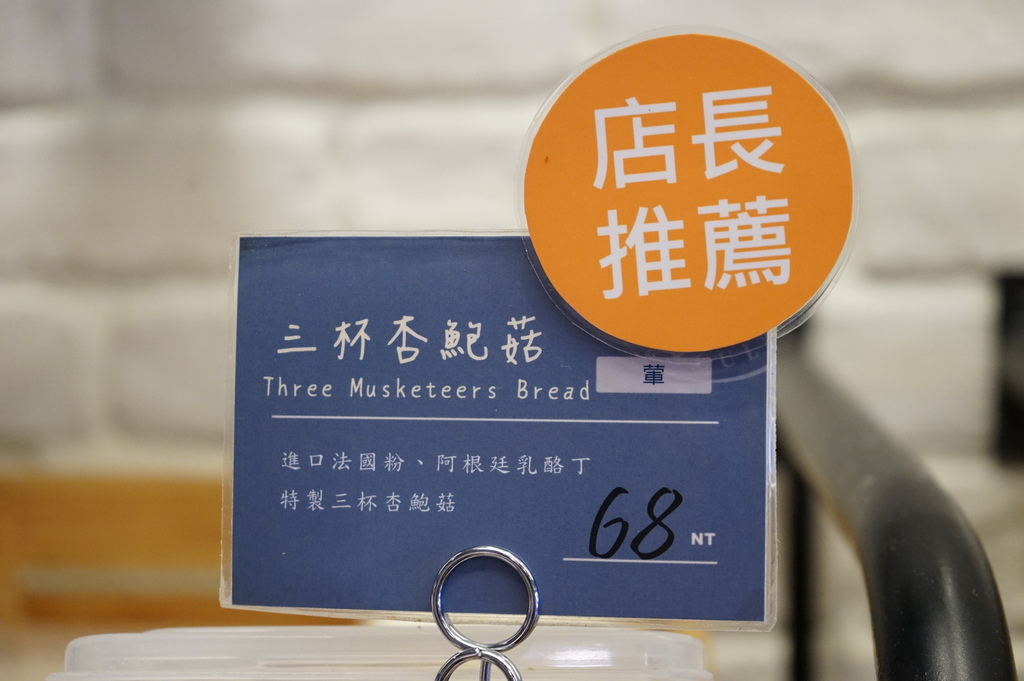 店長
推薦
三杯杏鮑菇
Three Musketeers Bread
葷
進口法國粉、阿根廷乳酪丁
特製三杯杏鮑菇
68 NT